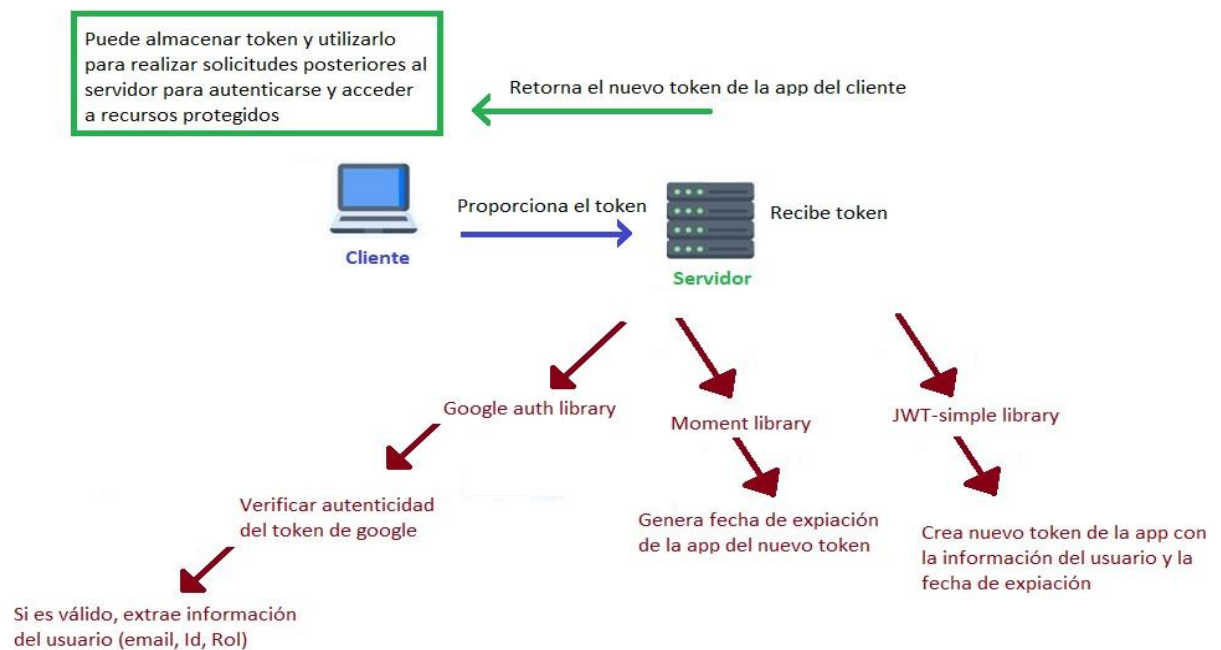 Puede almacenar token y utilizarlo
para realizar solicitudes posteriores al
servidor para autenticarse y acceder
a recursos protegidos
Retorna el nuevo token de la app del cliente
Proporciona el token
Recibe token
Cliente
Servidor
Google auth library
Moment library
JWT-simple library
Verificar autenticidad
del token de google
Genera fecha de expiación
de la app del nuevo token
Crea nuevo token de la app con
la información del usuario y la
fecha de expiación
Si es válido, extrae información
del usuario (email, Id, Rol)